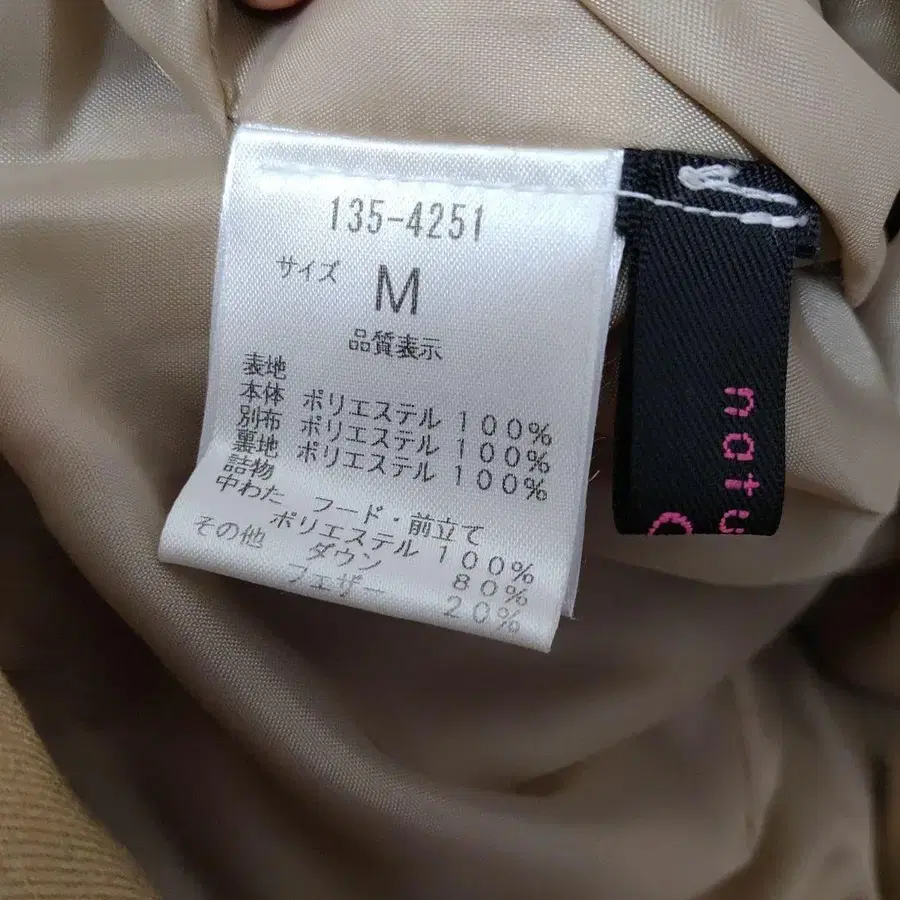 135-4251
サイズ M
品質表示
表地
本体 ポリエステル 100%
別布 ポリエステル 100%
裏地 ポリエステル 100%
詰物
中わた フード・前立て
ポリエステル 100%
その他 ダウン 80%
フェザー 20%
natu